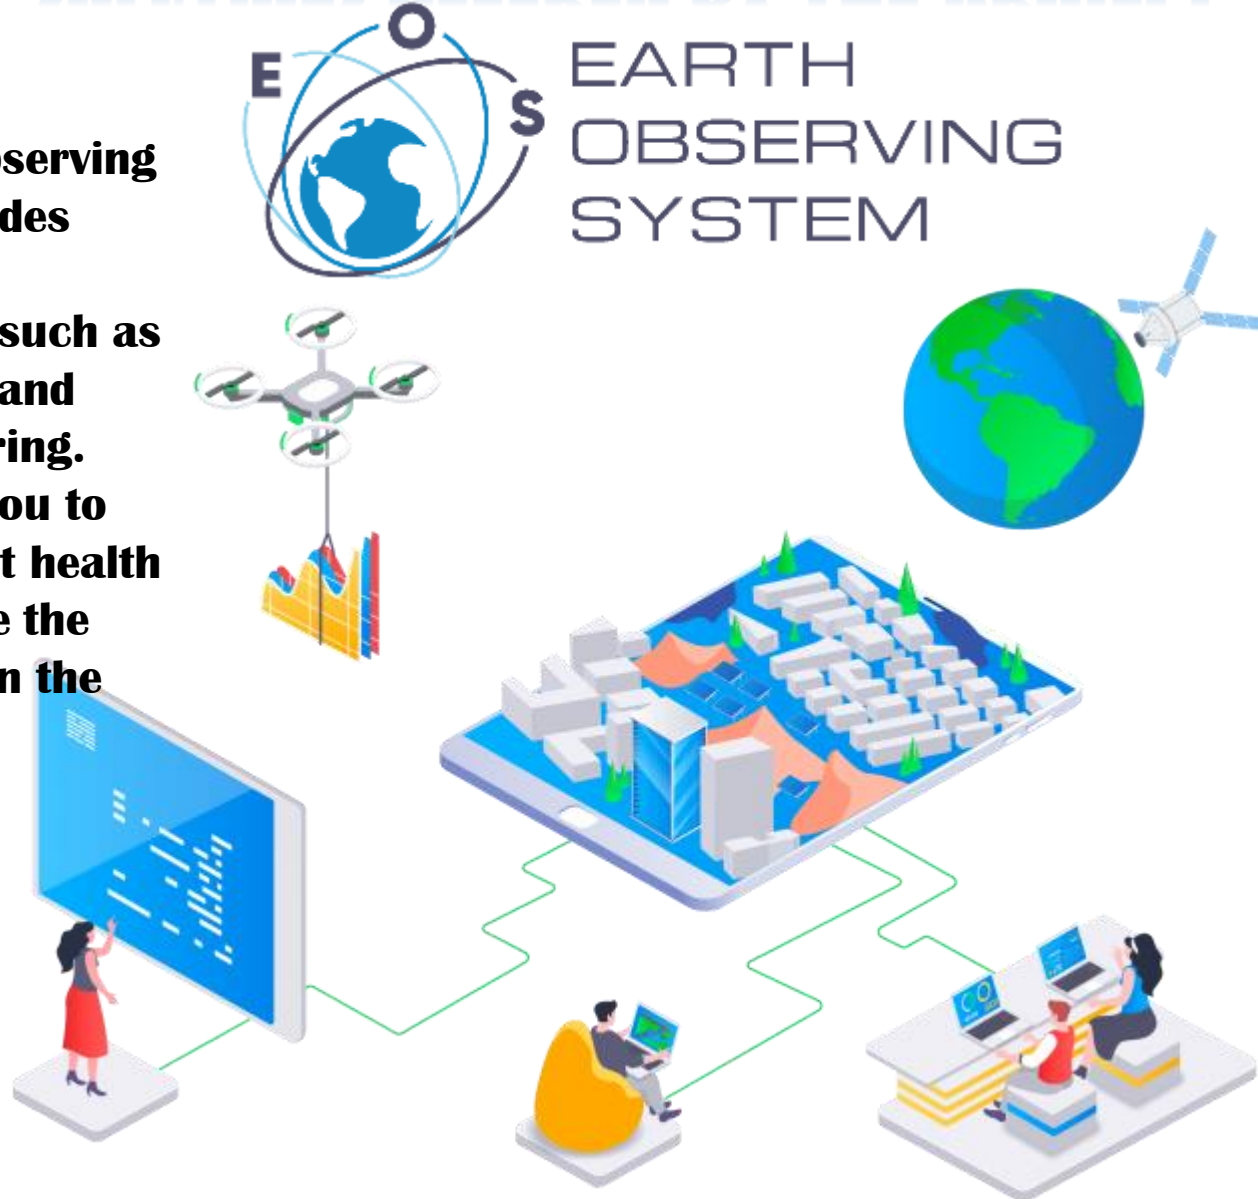 E O S
EARTH
OBSERVING
SYSTEM
serving
des
such as
and
ring.
ou to
t health
e the
n the